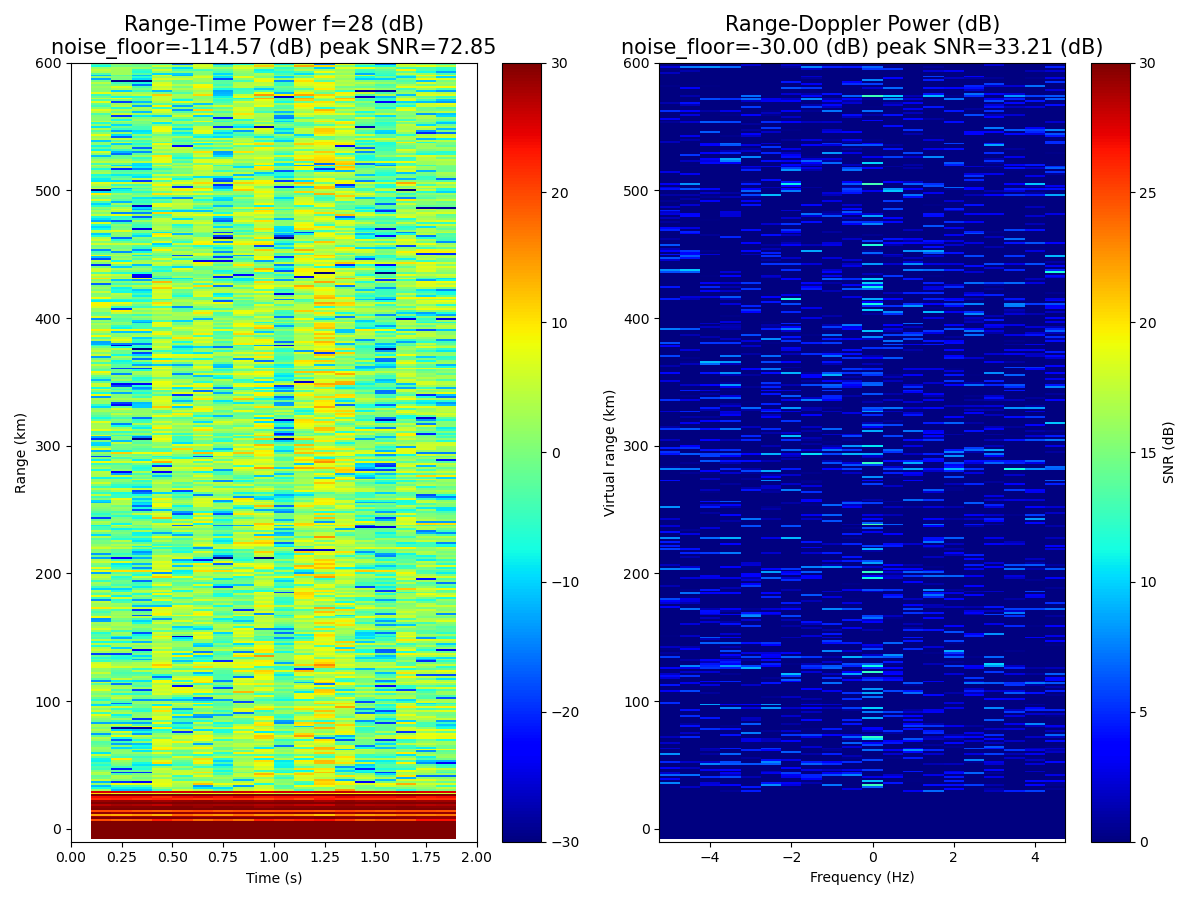 Range-Time Power f=28 (dB)
noise_floor=-114.57 (dB) peak SNR=72.85
Range-Doppler Power (dB)
noise_floor=-30.00 (dB) peak SNR=33.21 (dB)
600
500
400
300
200
100
0
Range (km)
0.00 0.25 0.50 0.75 1.00 1.25 1.50 1.75 2.00
Time (s)
30
20
10
0
−10
−20
−30
600
500
400
300
200
100
0
Virtual range (km)
−4 −2 0 2 4
Frequency (Hz)
30
25
20
15
10
5
0
SNR (dB)